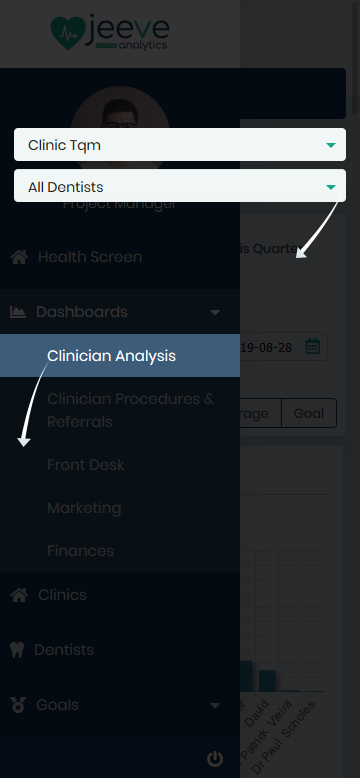 jeeve
analytics
Clinic Tqm
All Dentists
Project Manager
Health Screen
is Quarter
Dashboards
Clinician Analysis
19-08-28
Clinician Procedures &
Referrals
rage
Goal
Front Desk
Marketing
Finances
Clinics
Dentists
Goals
David
Patrick Vieira
Dr Paul Scholes